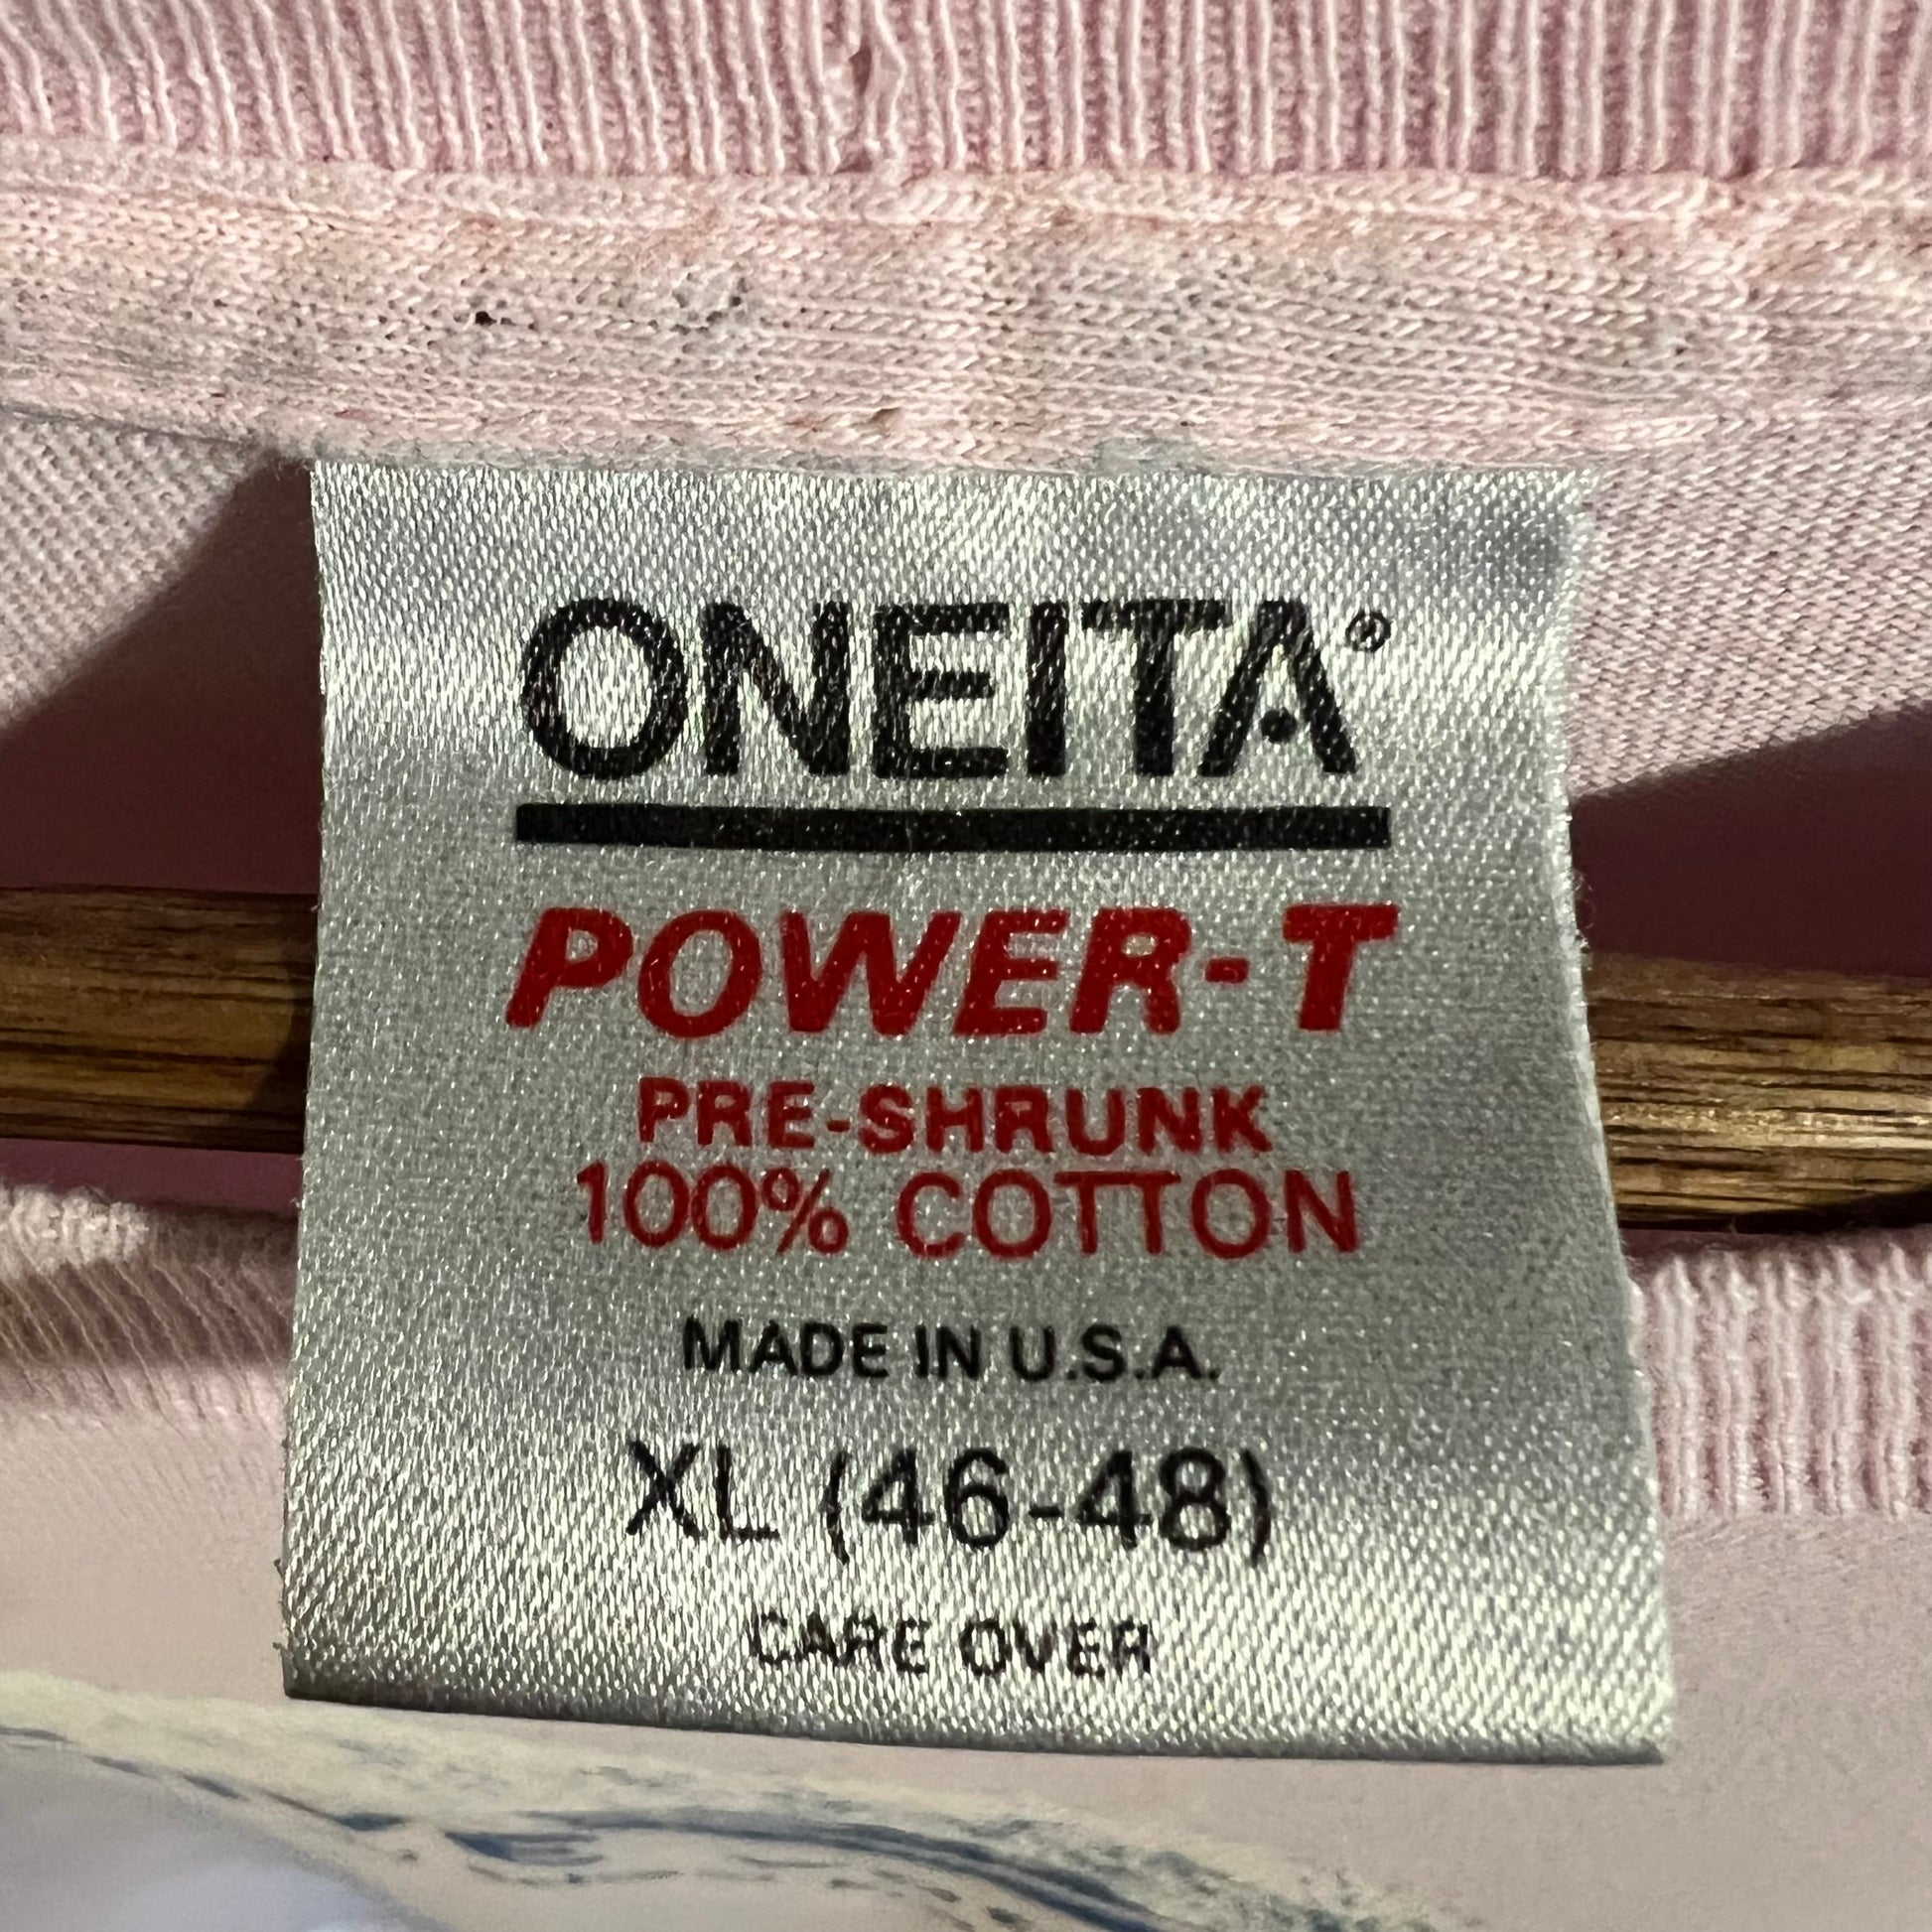 ONEITA®
POWER-T
PRE-SHRUNK
100% COTTON
MADE IN U.S.A.
XL (46-48)
CARE OVER